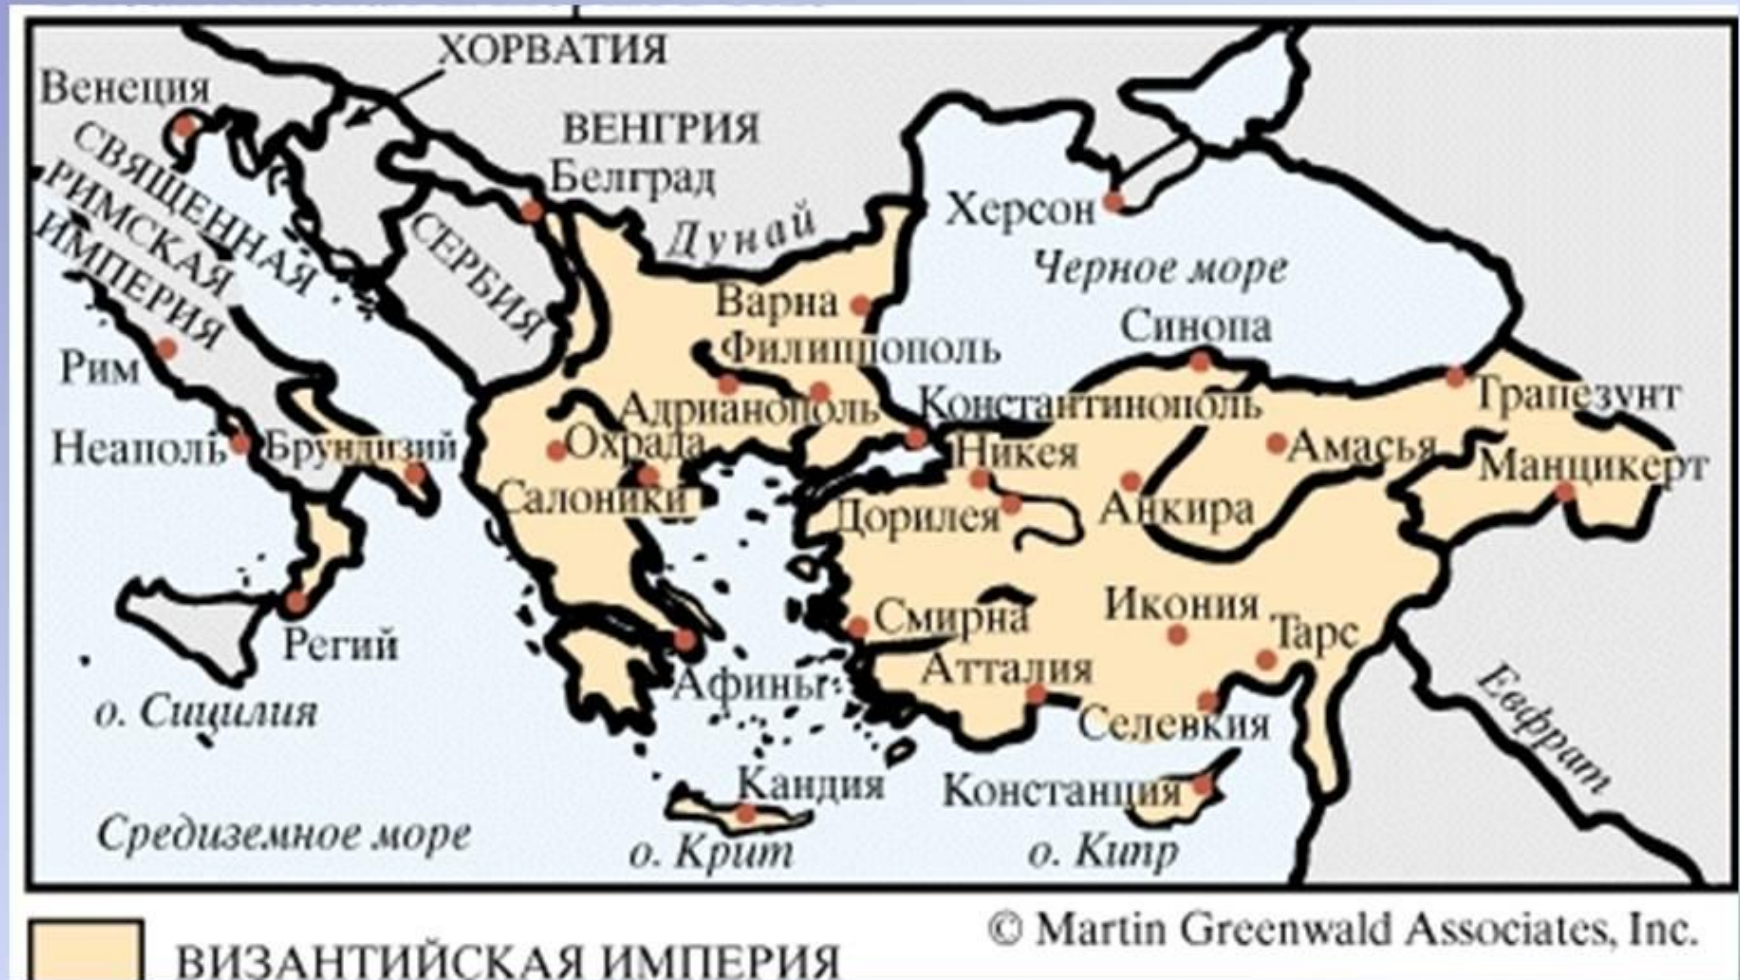 ХОРВАТИЯ
Венеция
ВЕНГРИЯ
Белград
СВЯЩЕННАЯ
РИМСКАЯ
ИМПЕРИЯ
СЕРБИЯ
Дунай
Херсон
Черное море
Варна
Синопа
Филиппополь
Рим
Адрианополь
Константинополь
Трапезунт
Неаполь
Брундизий
Охрада
Никея
Амасья
Манцикерт
Салоники
Дорилея
Анкира
Смирна
Икония
Тарс
Регий
Афины
Атталия
Селевкия
Евфрат
о. Сицилия
Кандия
Констанция
Средиземное море
о. Крит
о. Кипр
© Martin Greenwald Associates, Inc.
ВИЗАНТИЙСКАЯ ИМПЕРИЯ